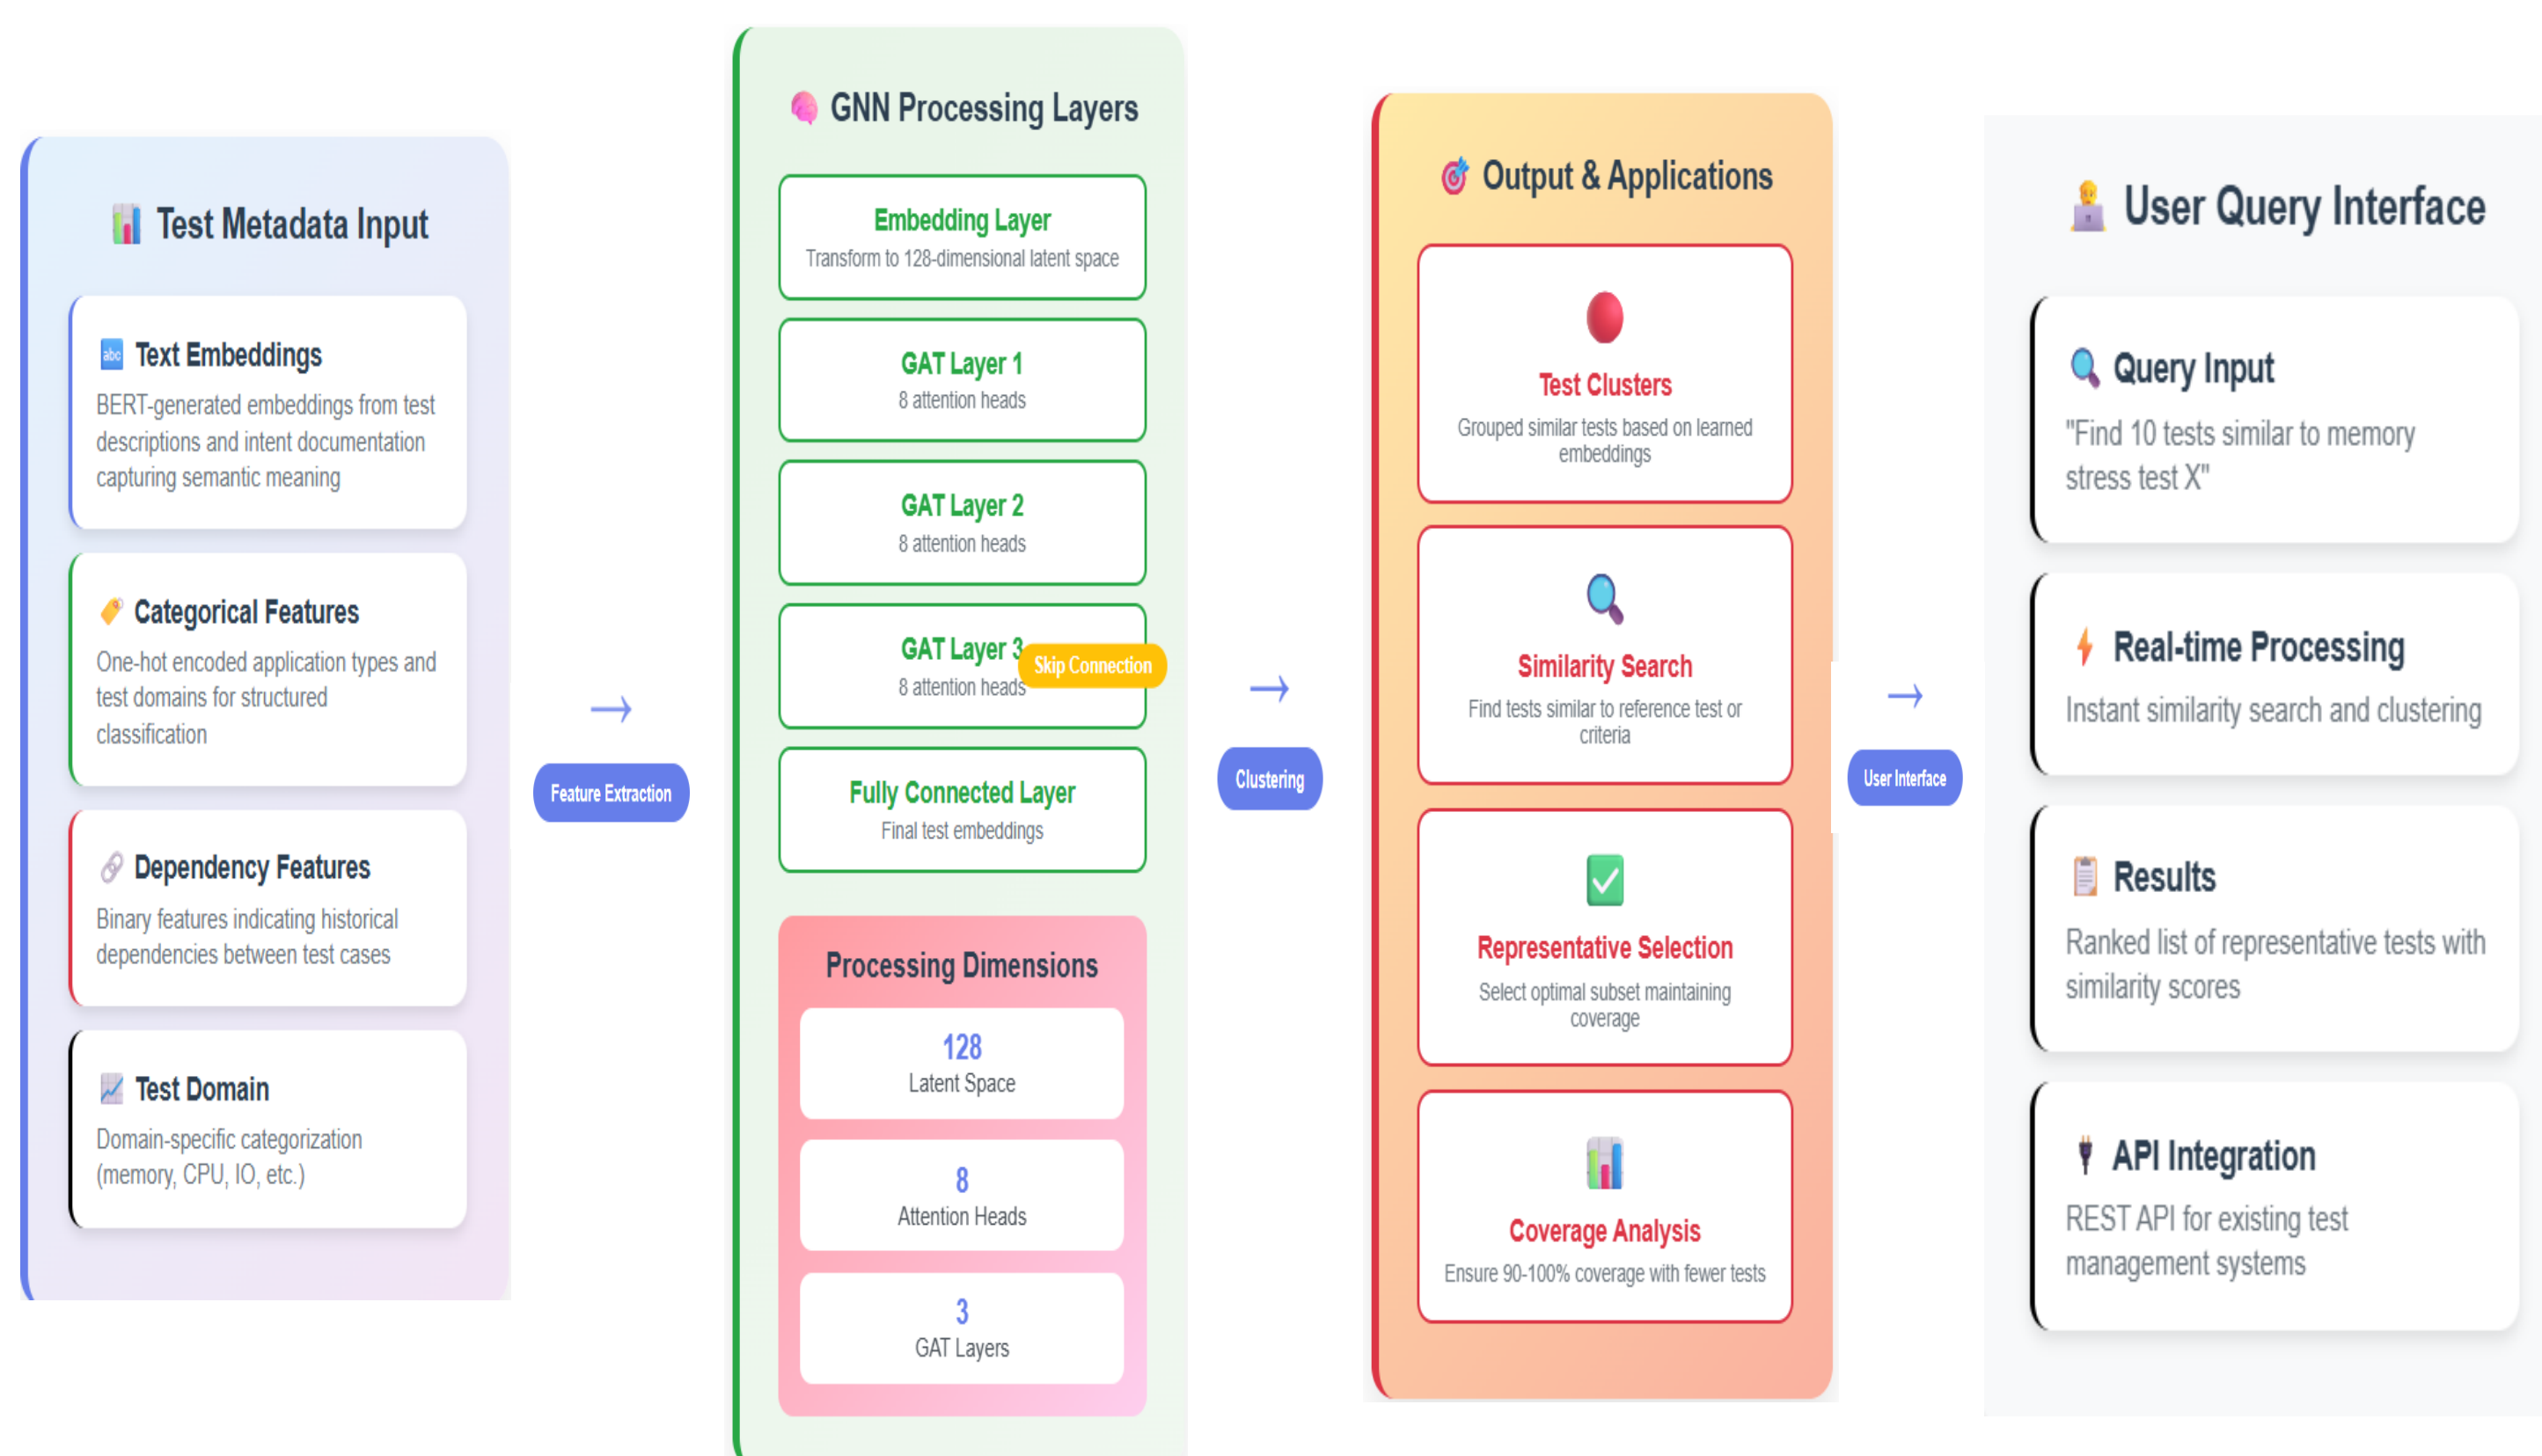 Test Metadata Input
Text Embeddings
BERT-generated embeddings from test
descriptions and intent documentation
capturing semantic meaning
Categorical Features
One-hot encoded application types and
test domains for structured
classification
Dependency Features
Binary features indicating historical
dependencies between test cases
Test Domain
Domain-specific categorization
(memory, CPU, IO, etc.)
→
Feature Extraction
GNN Processing Layers
Embedding Layer
Transform to 128-dimensional latent space
GAT Layer 1
8 attention heads
GAT Layer 2
8 attention heads
GAT Layer 3
8 attention heads
Skip Connection
Fully Connected Layer
Final test embeddings
Processing Dimensions
128
Latent Space
8
Attention Heads
3
GAT Layers
→
Clustering
Output & Applications
Test Clusters
Grouped similar tests based on learned
embeddings
Similarity Search
Find tests similar to reference test or
criteria
Representative Selection
Select optimal subset maintaining
coverage
Coverage Analysis
Ensure 90-100% coverage with fewer tests
→
User Interface
User Query Interface
Query Input
"Find 10 tests similar to memory
stress test X"
Real-time Processing
Instant similarity search and clustering
Results
Ranked list of representative tests with
similarity scores
API Integration
REST API for existing test
management systems